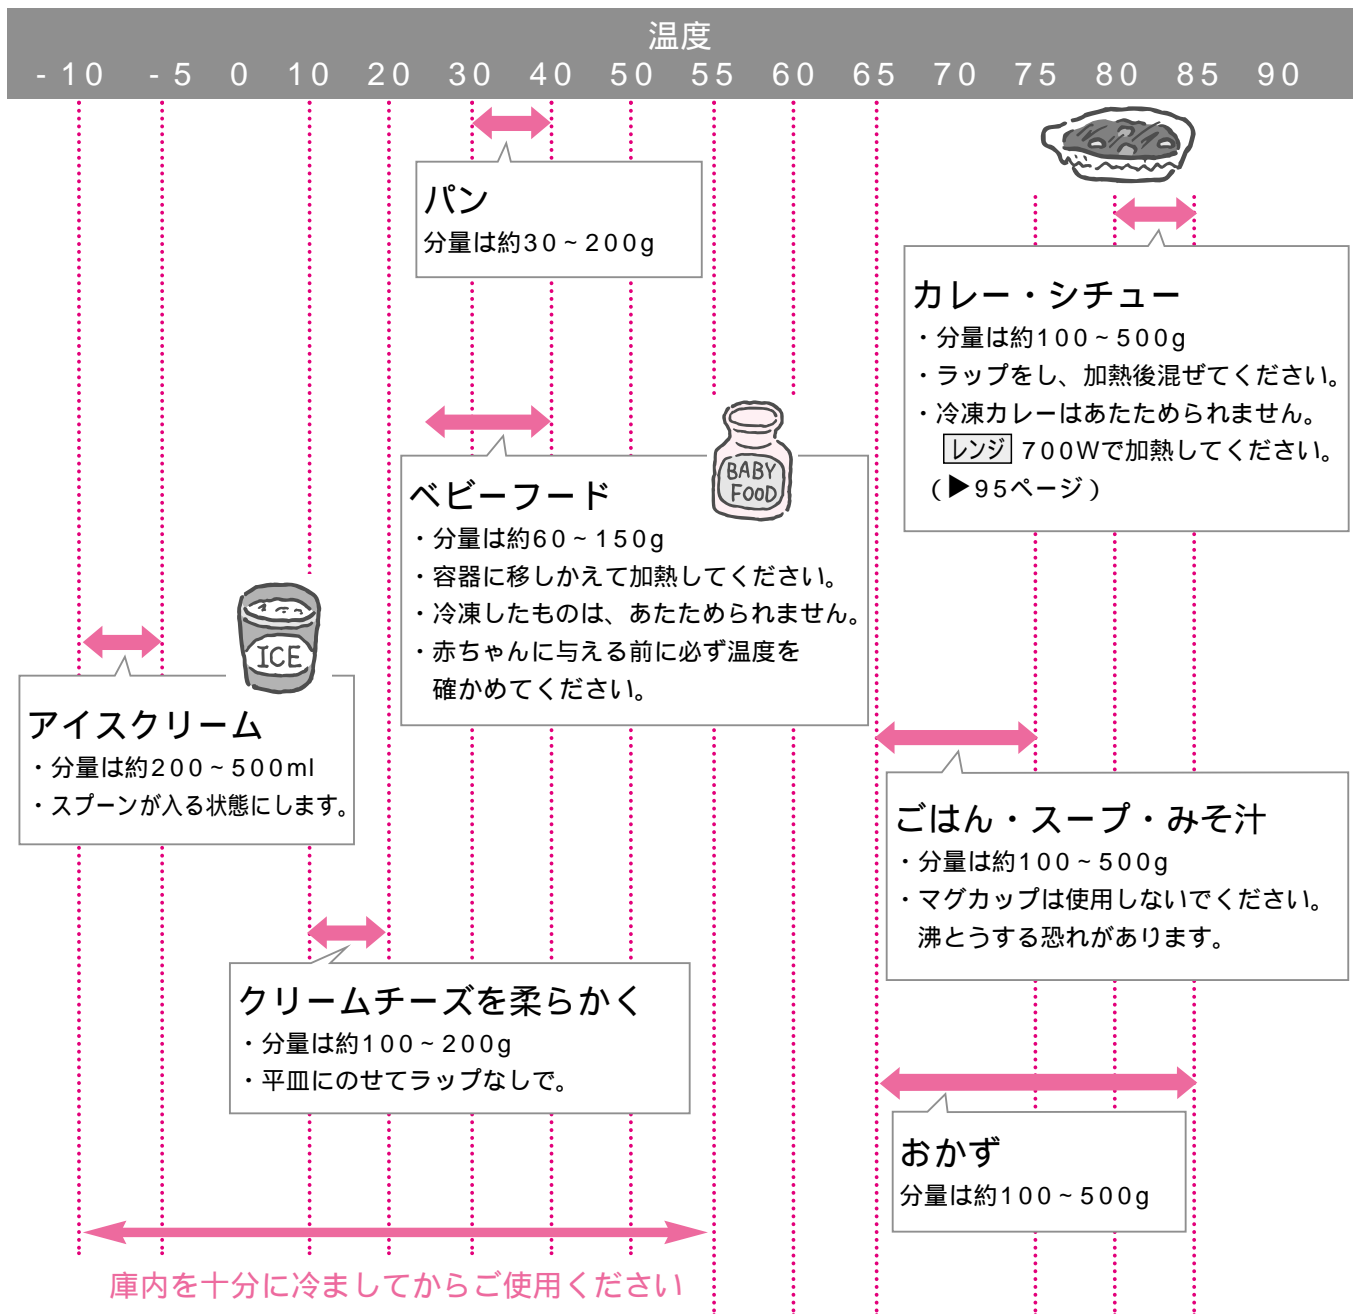 温度
-10 -5 0 10 20 30 40 50 55 60 65 70 75 80 85 90
パン
分量は約30~200g
カレー・シチュー
・分量は約100~500g
・ラップをし、加熱後混ぜてください。
・冷凍カレーはあたためられません。
レンジ 700Wで加熱してください。
(▶95ページ)
BABY
FOOD
ベビーフード
・分量は約60~150g
・容器に移しかえて加熱してください。
・冷凍したものは、あたためられません。
・赤ちゃんに与える前に必ず温度を
確かめてください。
ICE
アイスクリーム
・分量は約200~500ml
・スプーンが入る状態にします。
ごはん・スープ・みそ汁
・分量は約100~500g
・マグカップは使用しないでください。
沸とうする恐れがあります。
クリームチーズを柔らかく
・分量は約100~200g
・平皿にのせてラップなしで。
おかず
分量は約100~500g
庫内を十分に冷ましてからご使用ください